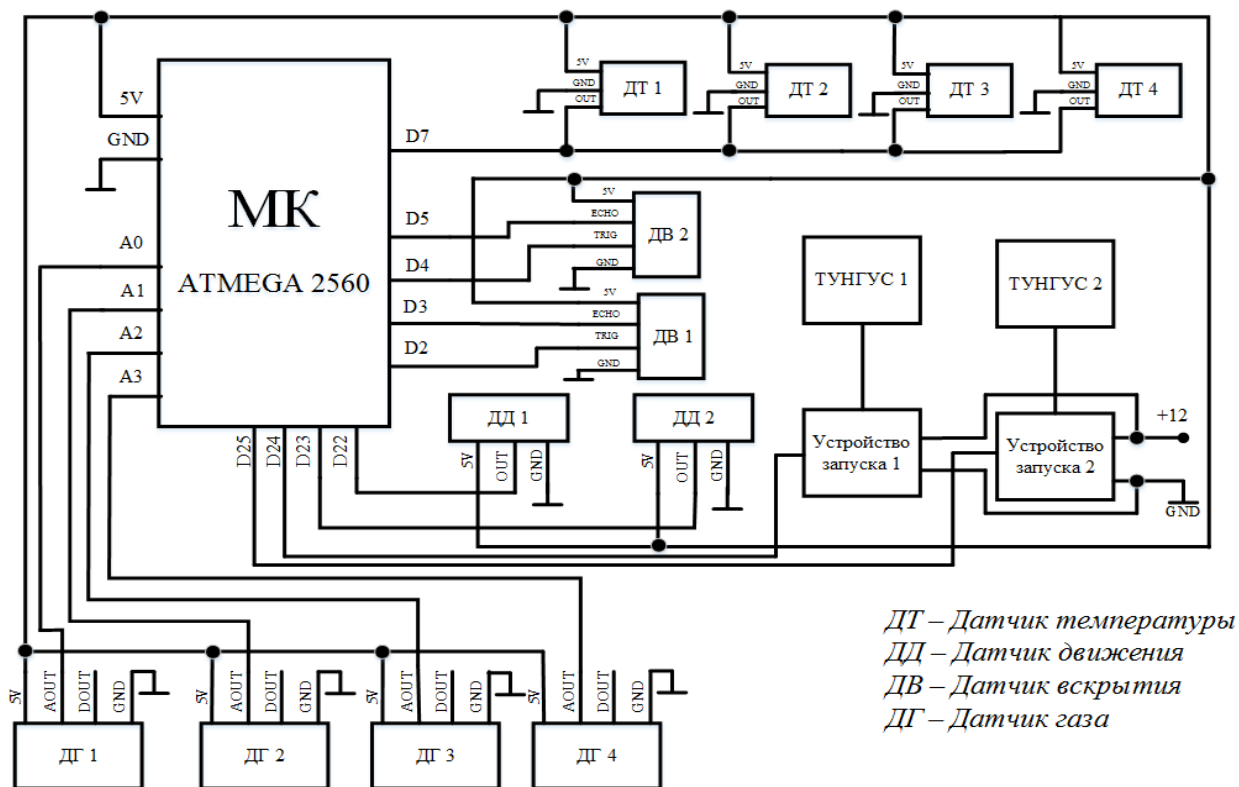 5V
GND
МК
ATMEGA 2560
A0
A1
A2
A3
D7
D5
D4
D3
D2
D25
D24
D23
D22
5V
GND
OUT
ДТ 1
5V
GND
OUT
ДТ 2
5V
GND
OUT
ДТ 3
5V
GND
OUT
ДТ 4
5V
ECHO
TRIG
GND
ДВ 2
5V
ECHO
TRIG
GND
ДВ 1
ДД 1
5V
OUT
GND
ДД 2
5V
OUT
GND
ТУНГУС 1
ТУНГУС 2
Устройство
запуска 1
Устройство
запуска 2
+12
GND
5V
AOUT
DOUT
GND
ДГ 1
5V
AOUT
DOUT
GND
ДГ 2
5V
AOUT
DOUT
GND
ДГ 3
5V
AOUT
DOUT
GND
ДГ 4
ДТ – Датчик температуры
ДД – Датчик движения
ДВ – Датчик вскрытия
ДГ – Датчик газа